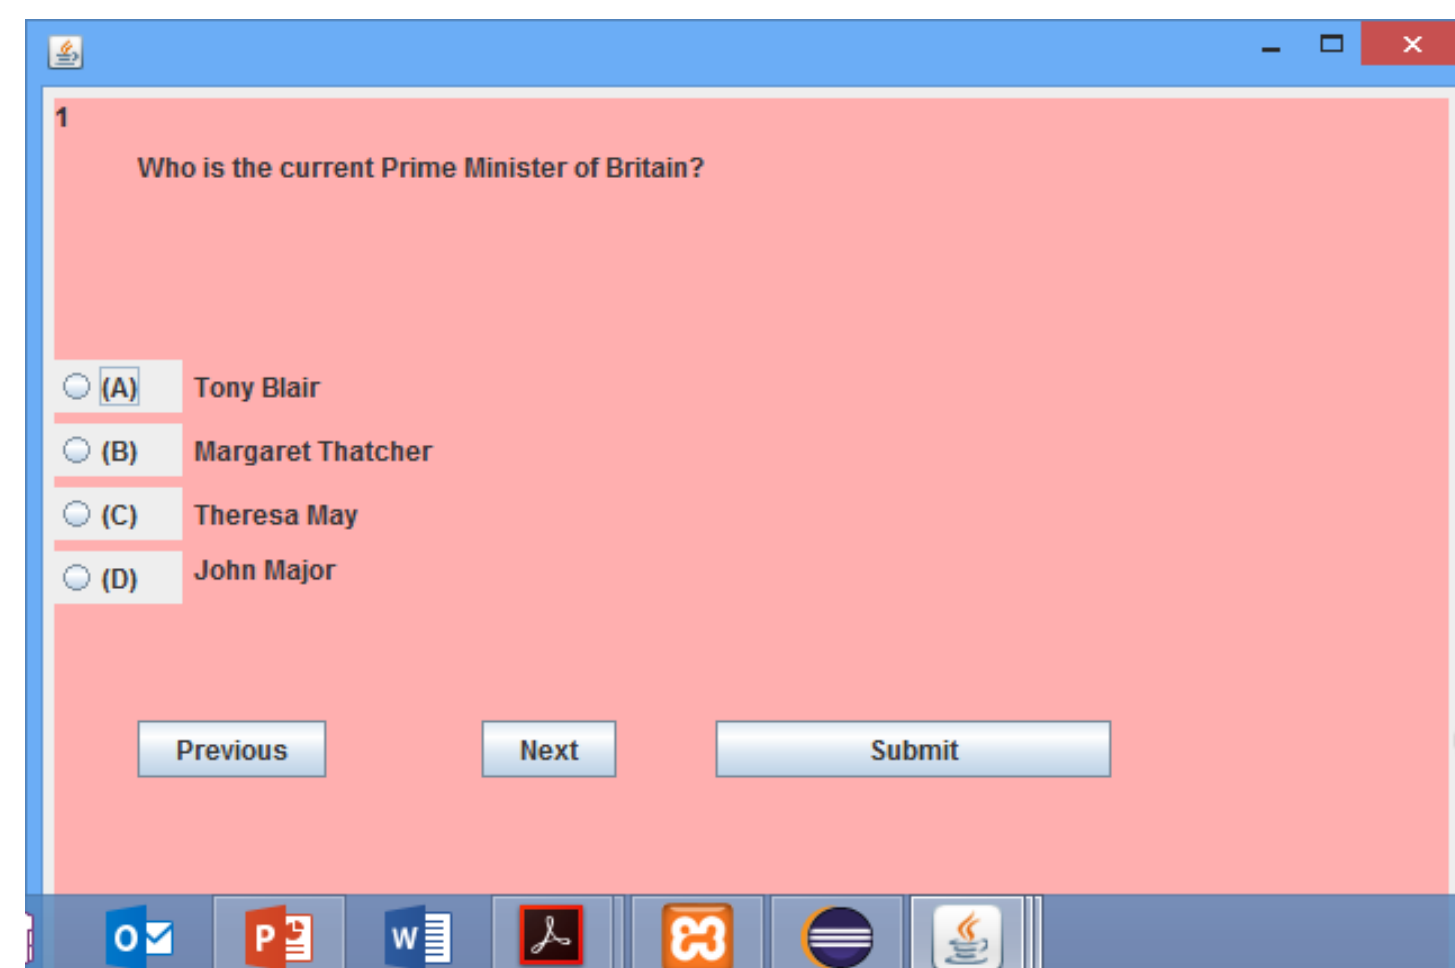 1
Who is the current Prime Minister of Britain?
(A) Tony Blair
(B) Margaret Thatcher
(C) Theresa May
(D) John Major
Previous Next Submit